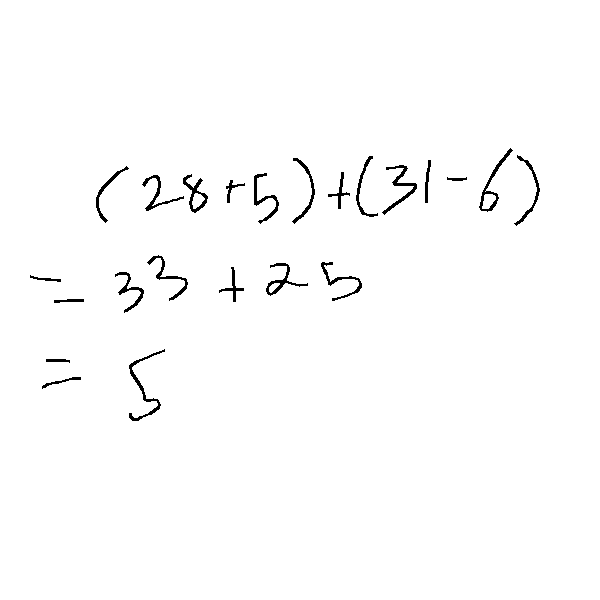 (28+5)+(31-6)
= 33 + 25
= 5